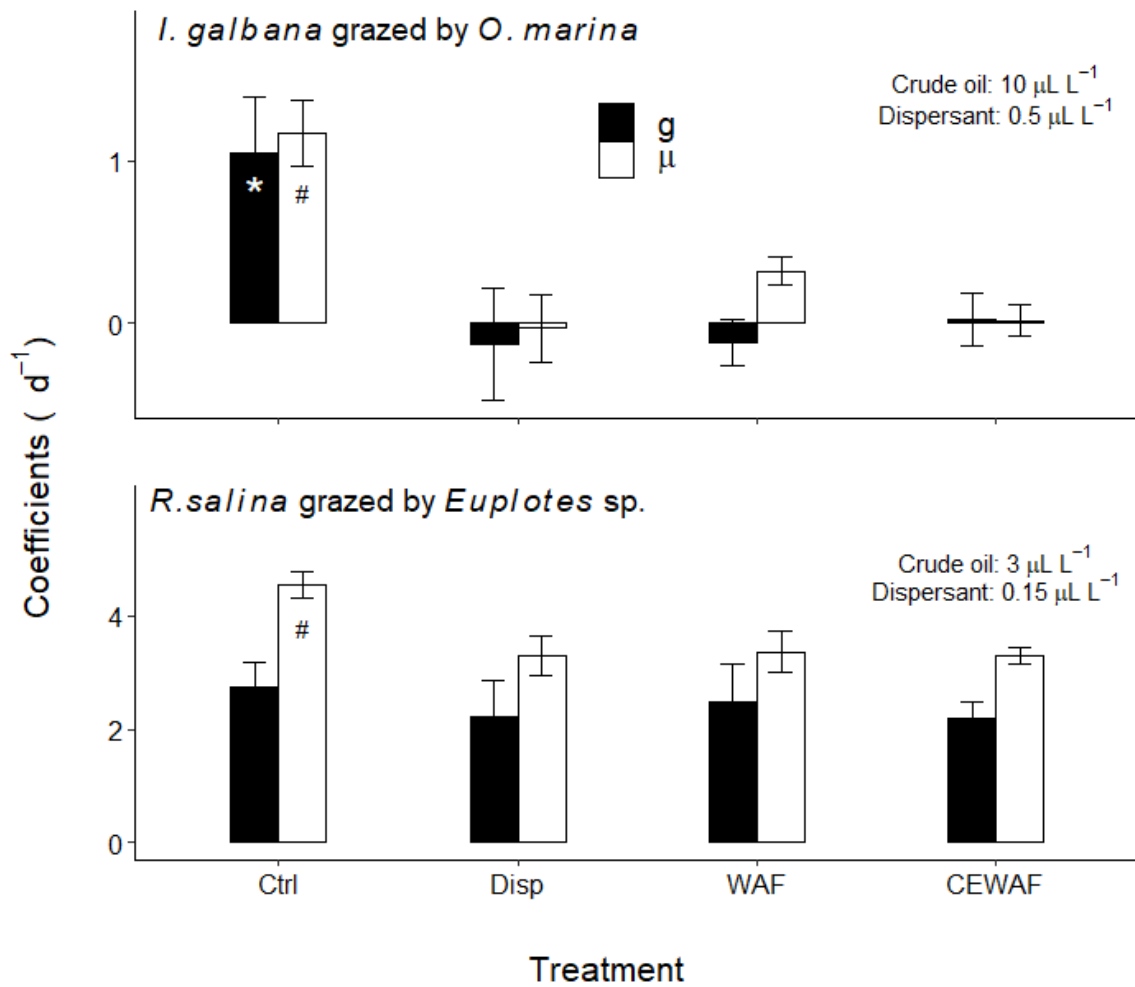 I. galbana grazed by O. marina
Crude oil: 10 μL L⁻¹
Dispersant: 0.5 μL L⁻¹
g
μ
*
#
1
0
Coefficients ( d⁻¹)
R.salina grazed by Euplotes sp.
Crude oil: 3 μL L⁻¹
Dispersant: 0.15 μL L⁻¹
#
4
2
0
Ctrl Disp WAF CEWAF
Treatment